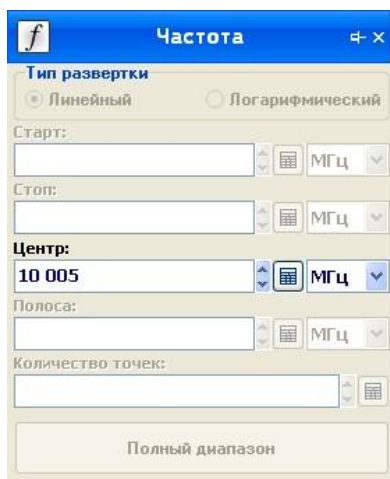 f Частота
Тип развертки
Линейный Логарифмический
Старт:
МГц
Стоп:
МГц
Центр:
10 005 МГц
Полоса:
МГц
Количество точек:
Полный диапазон